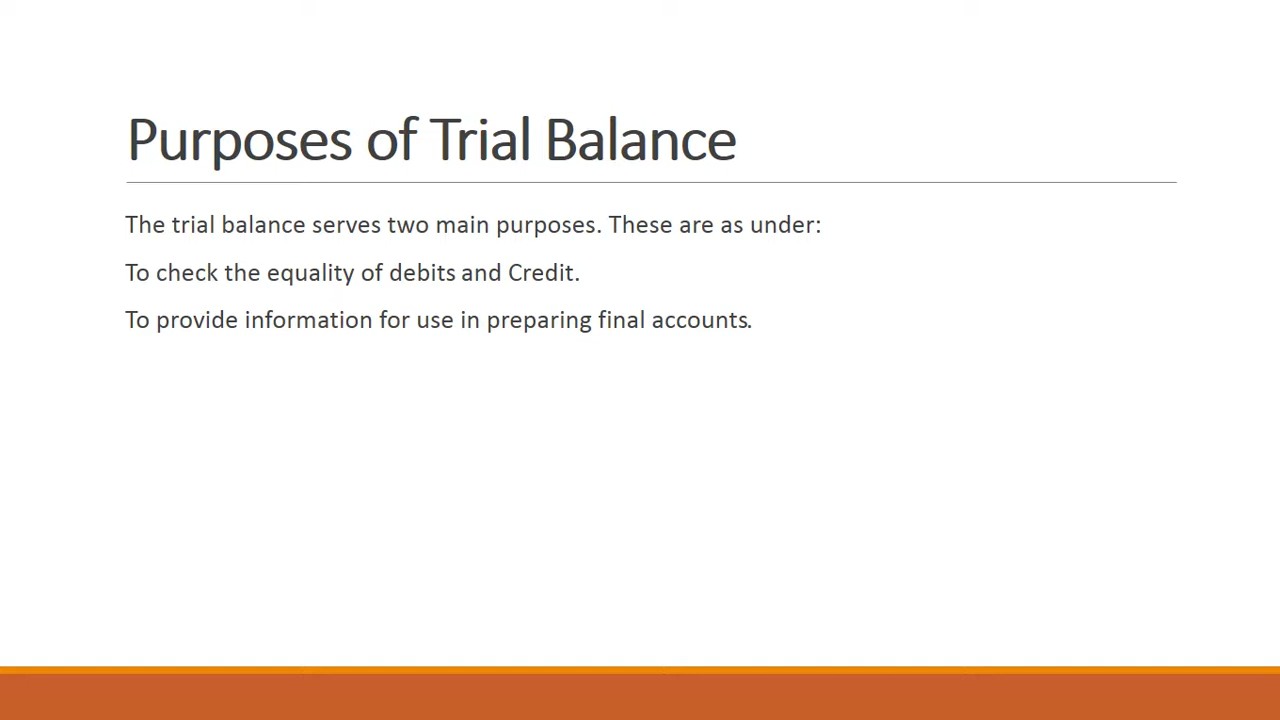 Purposes of Trial Balance
The trial balance serves two main purposes. These are as under:
To check the equality of debits and Credit.
To provide information for use in preparing final accounts.